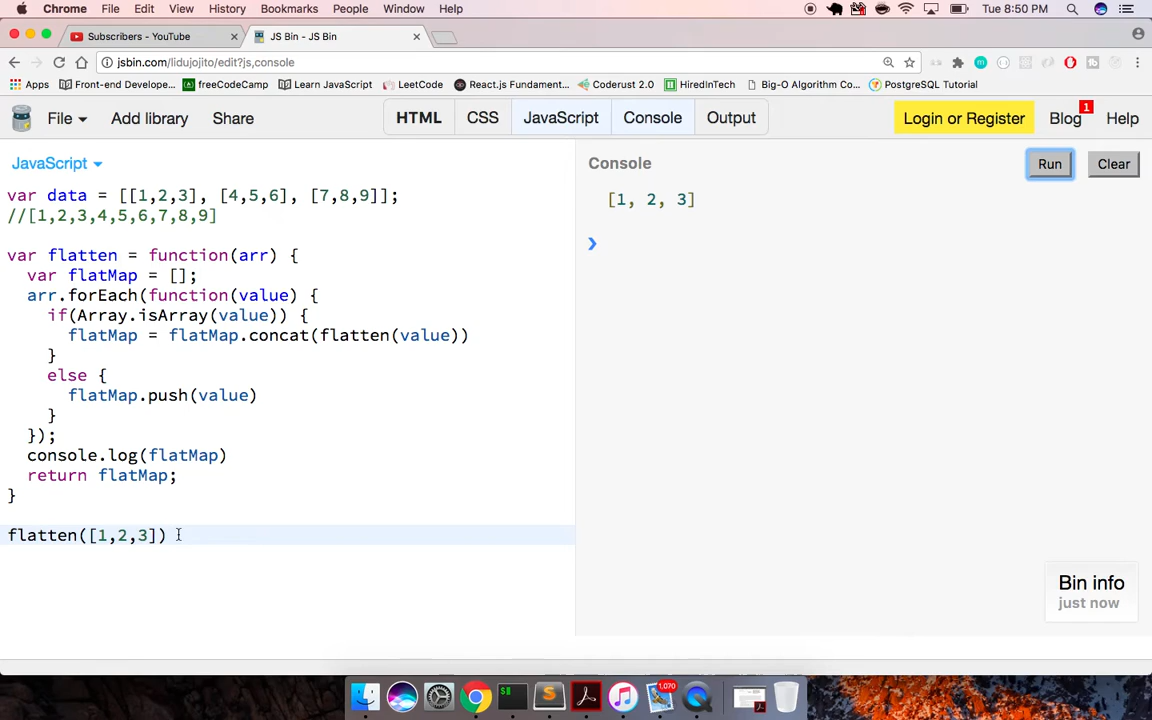 Chrome File Edit View History Bookmarks People Window Help Tue 8:50 PM
Subscribers - YouTube × JS Bin - JS Bin ×
jsbin.com/lidujojito/edit?js,console
Apps Front-end Develope... freeCodeCamp Learn JavaScript LeetCode React.js Fundament... Coderust 2.0 HiredInTech Big-O Algorithm Co... PostgreSQL Tutorial
File Add library Share HTML CSS JavaScript Console Output Login or Register Blog 1 Help
JavaScript
Console Run Clear
var data = [[1,2,3], [4,5,6], [7,8,9]];
//[1,2,3,4,5,6,7,8,9]
var flatten = function(arr) {
var flatMap = [];
arr.forEach(function(value) {
if(Array.isArray(value)) {
flatMap = flatMap.concat(flatten(value))
}
else {
flatMap.push(value)
}
});
console.log(flatMap)
return flatMap;
}
flatten([1,2,3])
[1, 2, 3]
❯
Bin info
just now
1,070